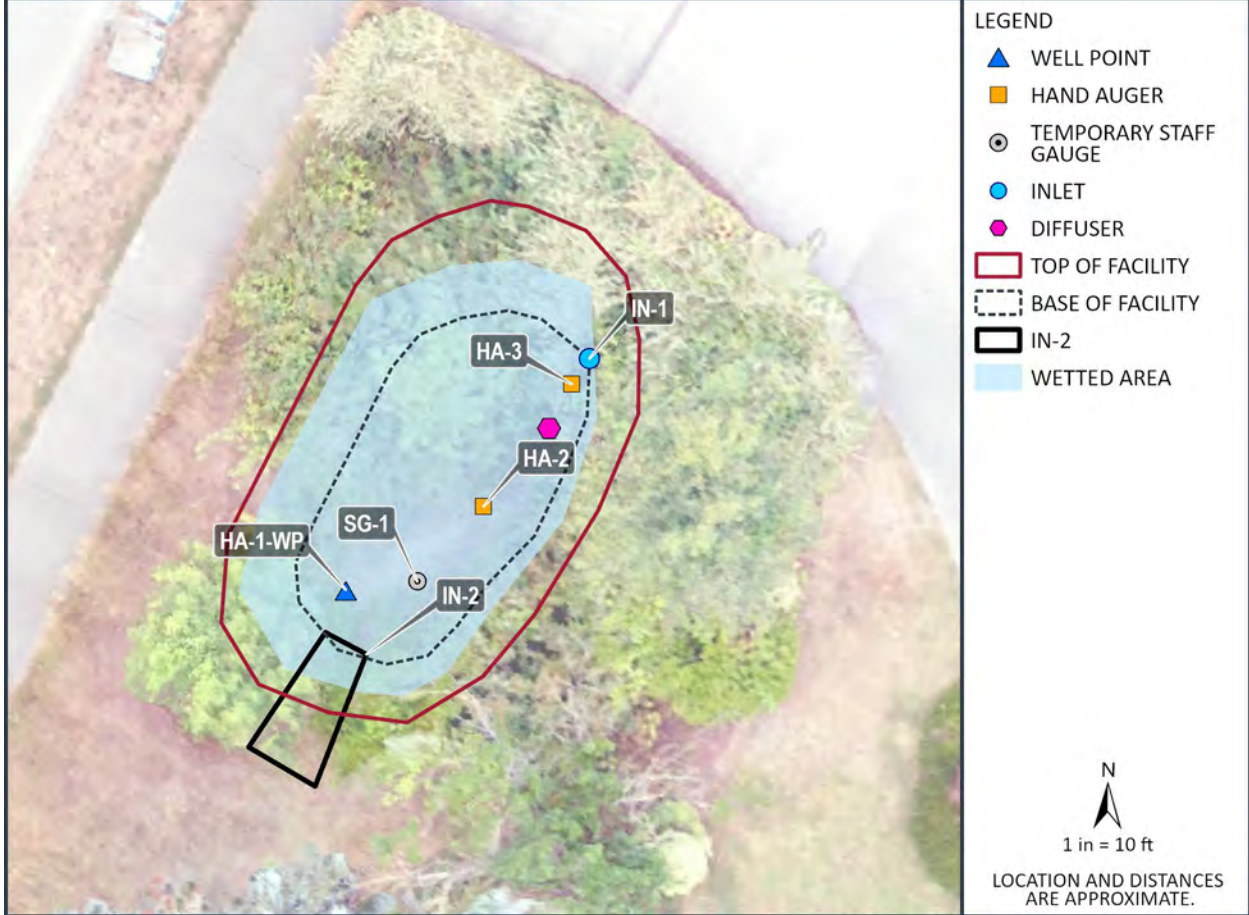 LEGEND
WELL POINT
HAND AUGER
TEMPORARY STAFF
GAUGE
INLET
DIFFUSER
TOP OF FACILITY
BASE OF FACILITY
IN-2
WETTED AREA
IN-1
HA-3
HA-2
SG-1
HA-1-WP
IN-2
N
1 in = 10 ft
LOCATION AND DISTANCES
ARE APPROXIMATE.